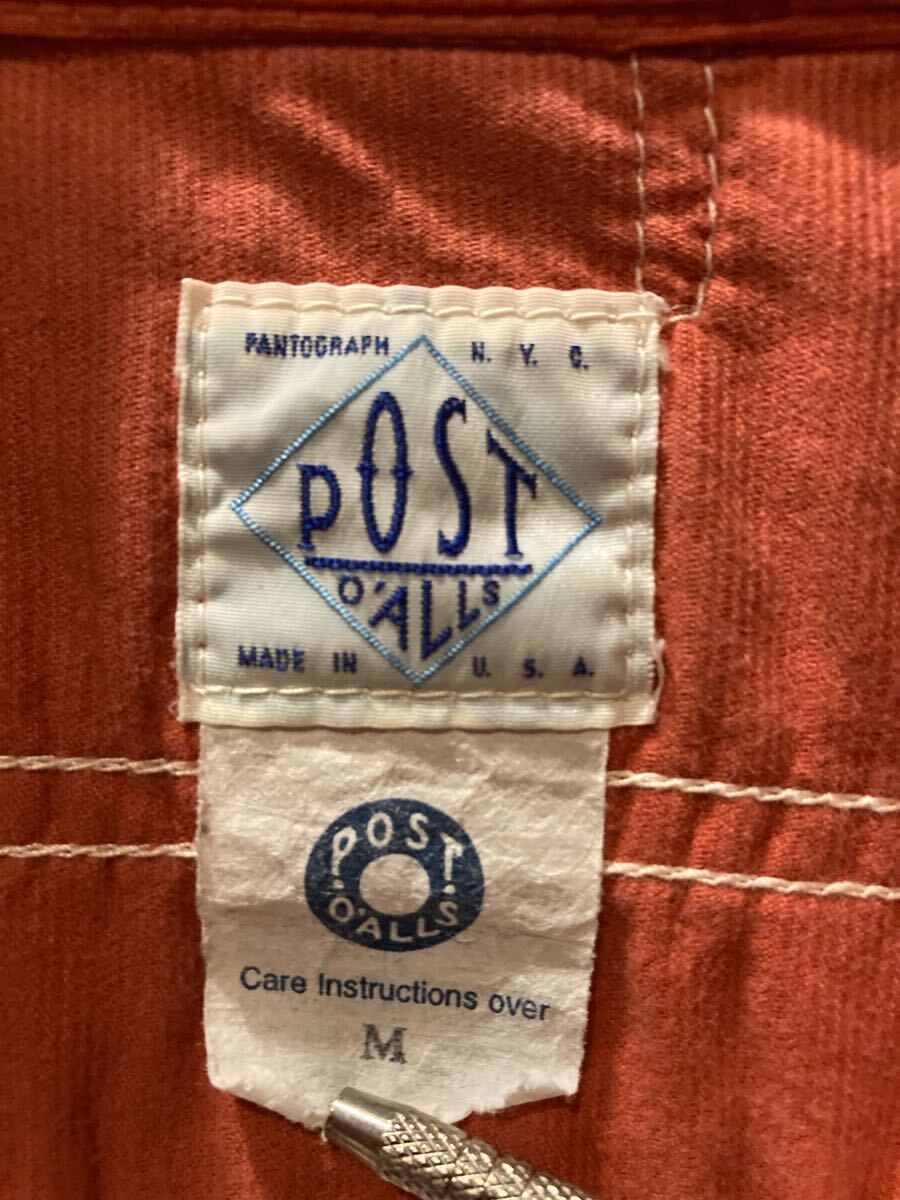 PANTOGRAPH N. Y. C.
POST
O'ALLS
MADE IN U. S. A.
POST
O'ALLS
Care Instructions over
M